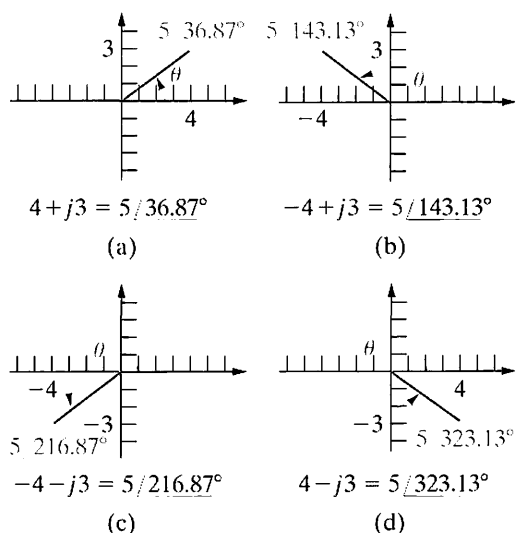 5 36.87°
3
θ
4
4 + j3 = 5/36.87°
(a)
5 143.13°
3
θ
−4
−4 + j3 = 5/143.13°
(b)
θ
−4
−3
5 216.87°
−4 − j3 = 5/216.87°
(c)
θ
4
−3
5 323.13°
4 − j3 = 5/323.13°
(d)